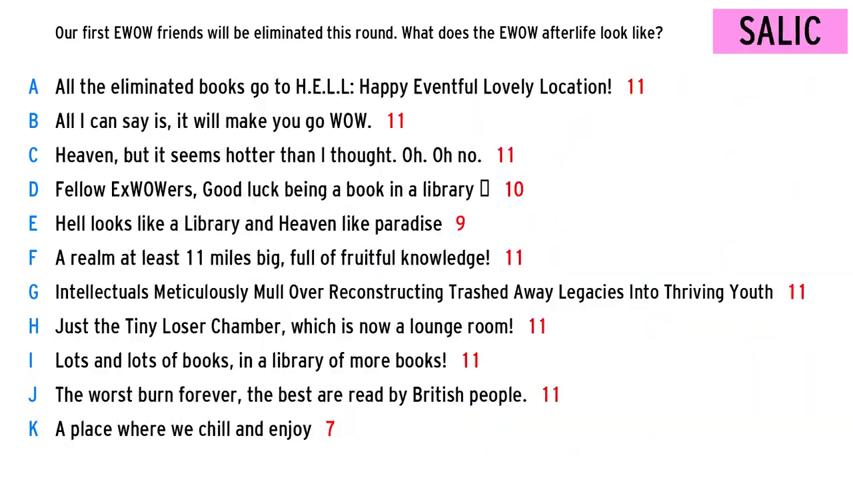 Our first EWOW friends will be eliminated this round. What does the EWOW afterlife look like?
SALIC
A All the eliminated books go to H.E.L.L: Happy Eventful Lovely Location! 11
B All I can say is, it will make you go WOW. 11
C Heaven, but it seems hotter than I thought. Oh. Oh no. 11
D Fellow ExWOWers, Good luck being a book in a library ▯ 10
E Hell looks like a Library and Heaven like paradise 9
F A realm at least 11 miles big, full of fruitful knowledge! 11
G Intellectuals Meticulously Mull Over Reconstructing Trashed Away Legacies Into Thriving Youth 11
H Just the Tiny Loser Chamber, which is now a lounge room! 11
I Lots and lots of books, in a library of more books! 11
J The worst burn forever, the best are read by British people. 11
K A place where we chill and enjoy 7